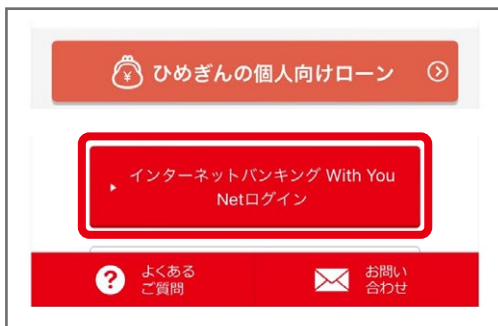 ひめぎんの個人向けローン
インターネットバンキング With You
Netログイン
よくある
ご質問
お問い
合わせ